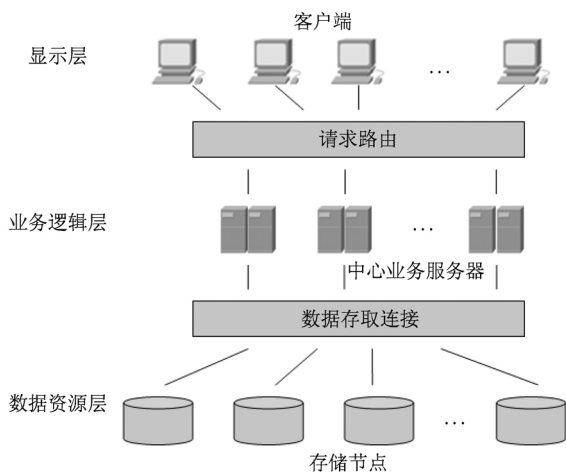 客户端
显示层
…
请求路由
业务逻辑层
…
中心业务服务器
数据存取连接
数据资源层
…
存储节点